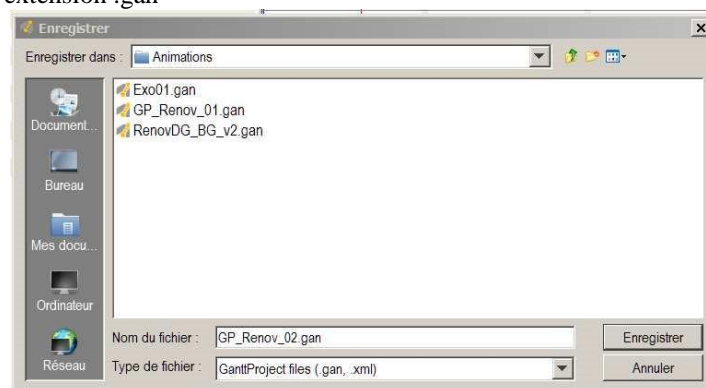 extension .gan
Enregistrer
Enregistrer dans : Animations
Exo01.gan
GP_Renov_01.gan
RenovDG_BG_v2.gan
Document...
Bureau
Mes docu...
Ordinateur
Réseau
Nom du fichier : GP_Renov_02.gan
Enregistrer
Type de fichier : GanttProject files (.gan, .xml)
Annuler